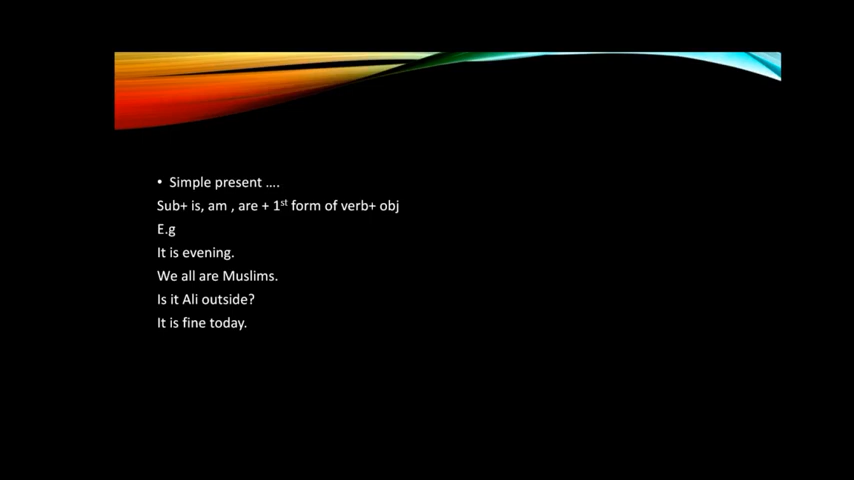 • Simple present ....
Sub+ is, am , are + 1st form of verb+ obj
E.g
It is evening.
We all are Muslims.
Is it Ali outside?
It is fine today.